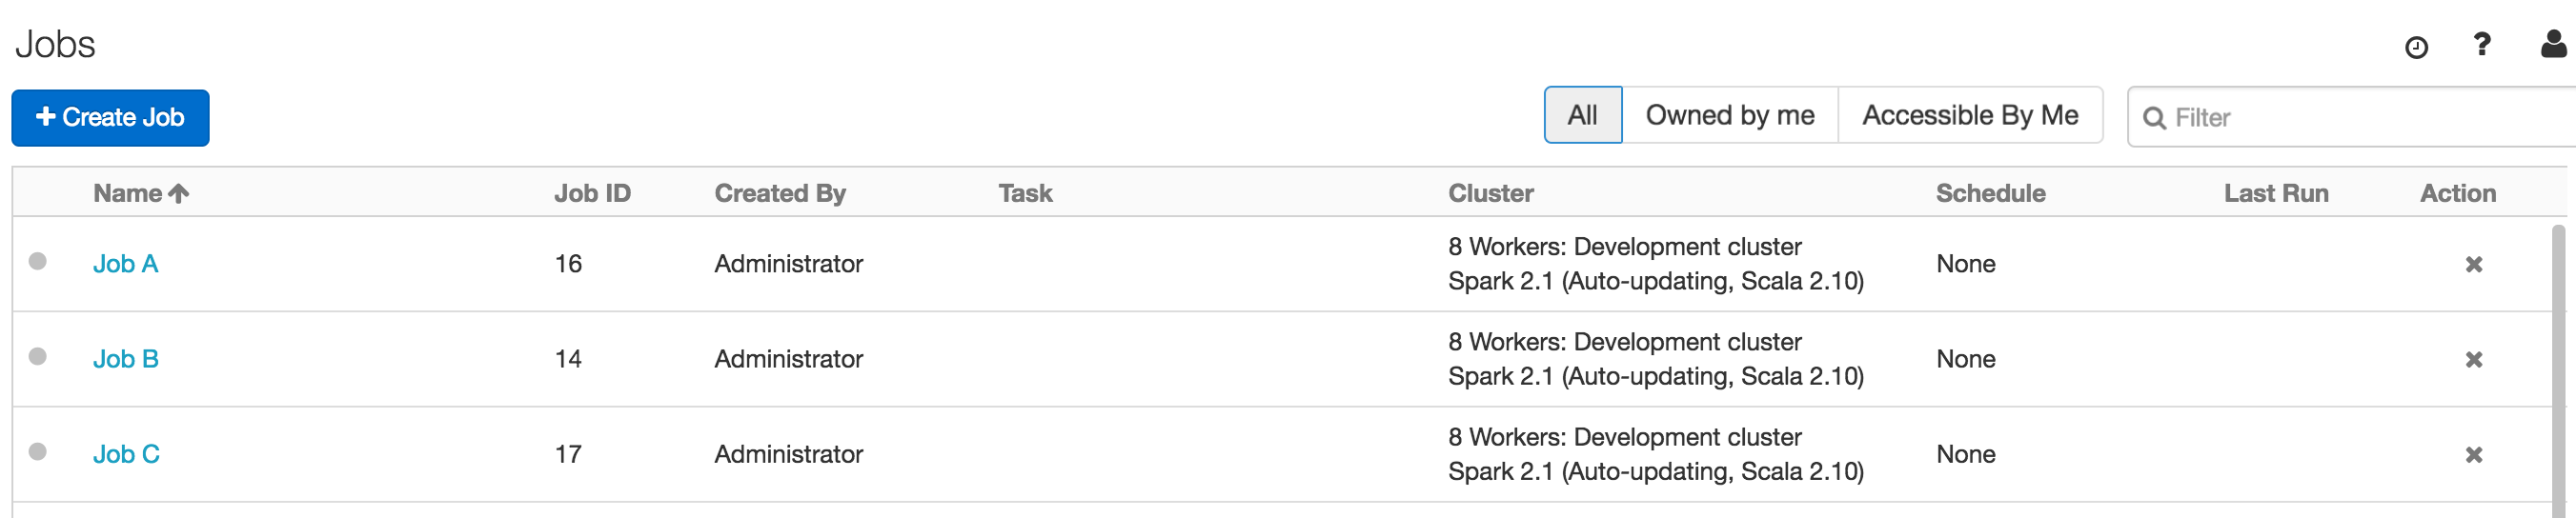 Jobs
?
+ Create Job
All
Owned by me
Accessible By Me
Filter
Name
Job ID
Created By
Task
Cluster
Schedule
Last Run
Action
Job A
16
Administrator
8 Workers: Development cluster
Spark 2.1 (Auto-updating, Scala 2.10)
None
Job B
14
Administrator
8 Workers: Development cluster
Spark 2.1 (Auto-updating, Scala 2.10)
None
Job C
17
Administrator
8 Workers: Development cluster
Spark 2.1 (Auto-updating, Scala 2.10)
None